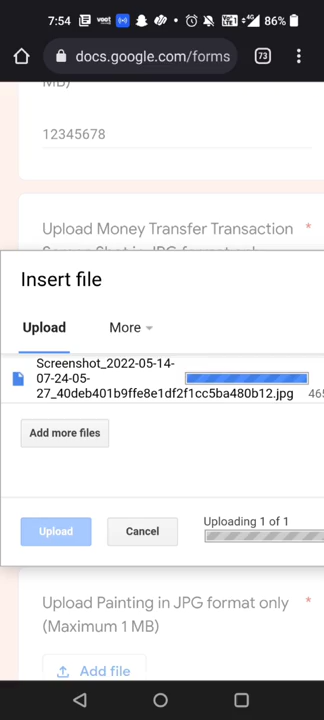 7:54
86%
docs.google.com/forms
73
MB)
12345678
Upload Money Transfer Transaction *
Insert file
Upload
More
Screenshot_2022-05-14-
07-24-05-
27_40deb401b9ffe8e1df2f1cc5ba480b12.jpg
Add more files
Upload
Cancel
Uploading 1 of 1
Upload Painting in JPG format only *
(Maximum 1 MB)
Add file